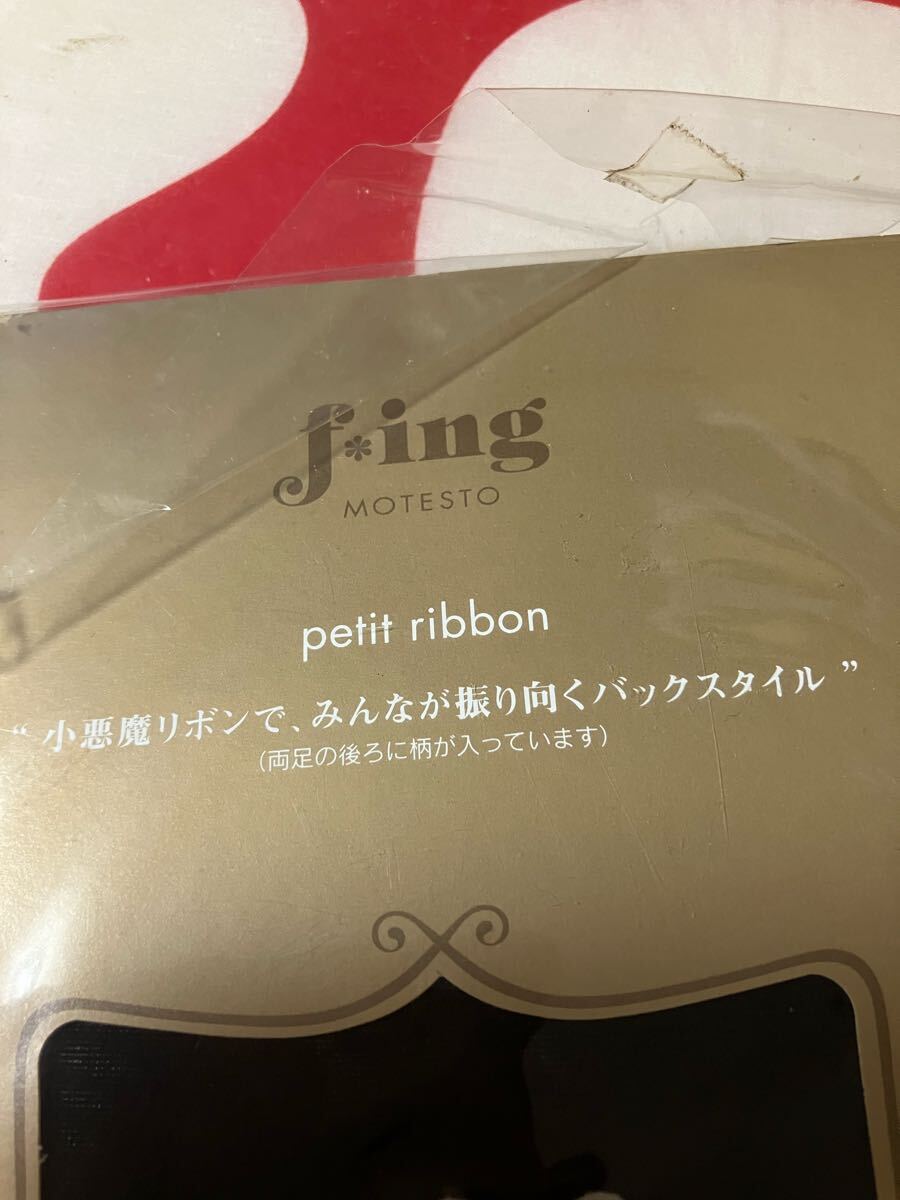 f*ing
MOTESTO
petit ribbon
“ 小悪魔リボンで、みんなが振り向くバックスタイル ”
(両足の後ろに柄が入っています)